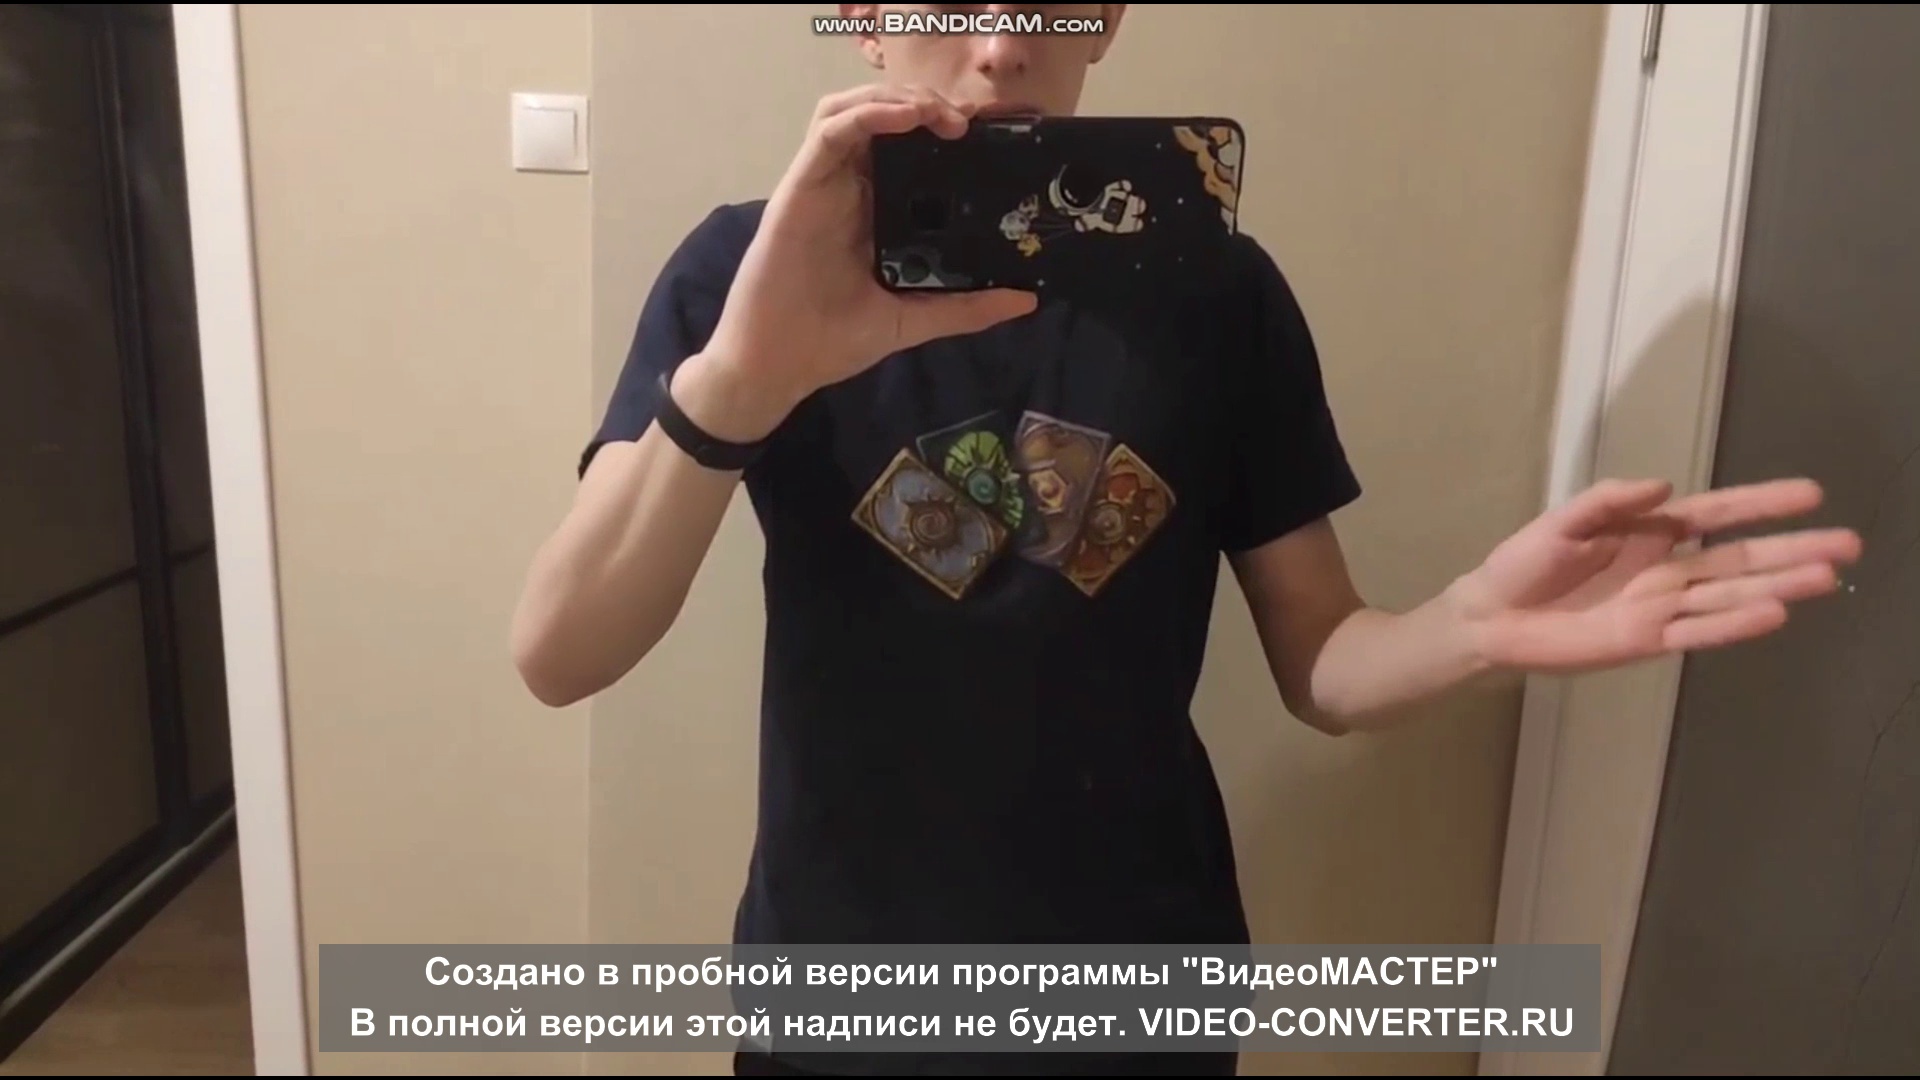 www.BANDICAM.com
Создано в пробной версии программы "ВидеоМАСТЕР"
В полной версии этой надписи не будет. VIDEO-CONVERTER.RU